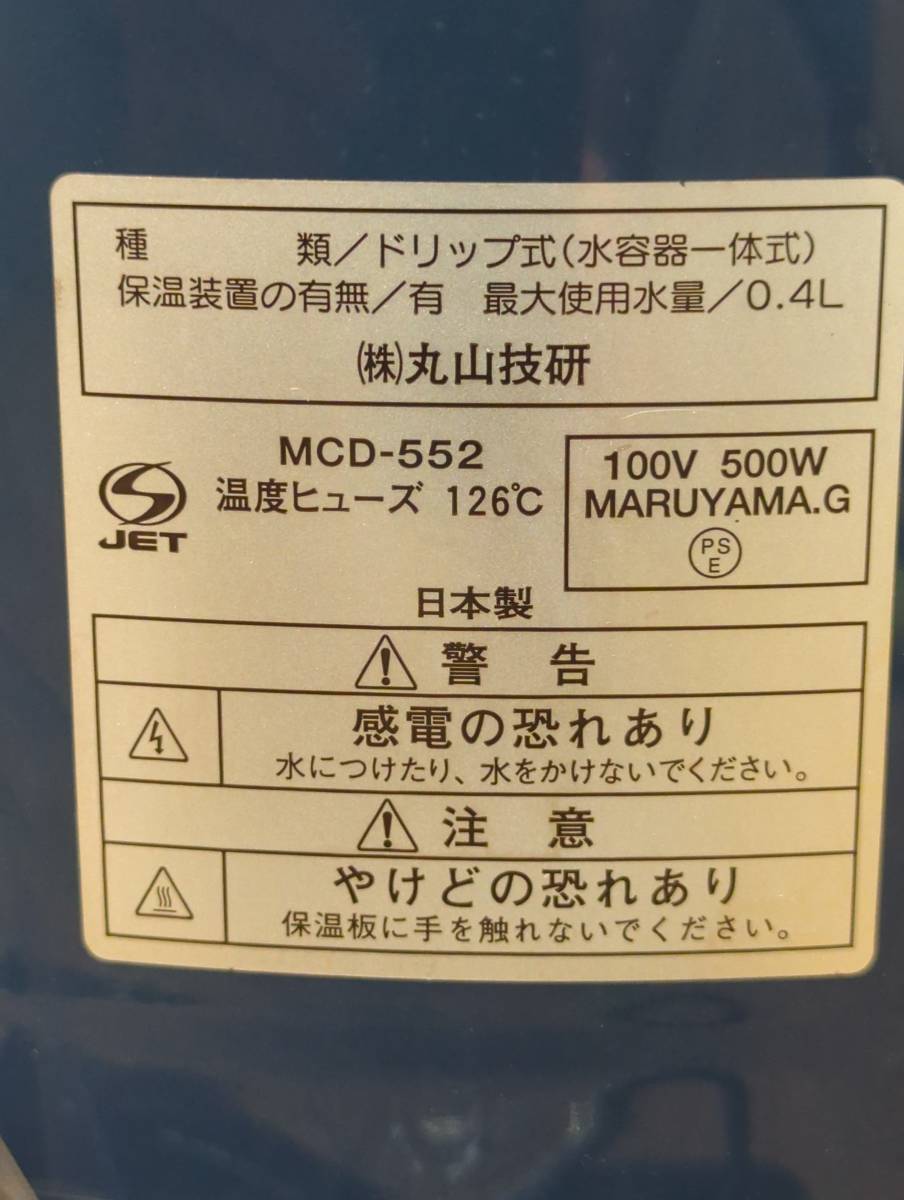 種 類/ドリップ式(水容器一体式)
保温装置の有無/有 最大使用水量/0.4L
㈱丸山技研
JET
MCD-552
温度ヒューズ 126℃
100V 500W
MARUYAMA.G
PS
E
日本製
警 告
感電の恐れあり
水につけたり、水をかけないでください。
注 意
やけどの恐れあり
保温板に手を触れないでください。